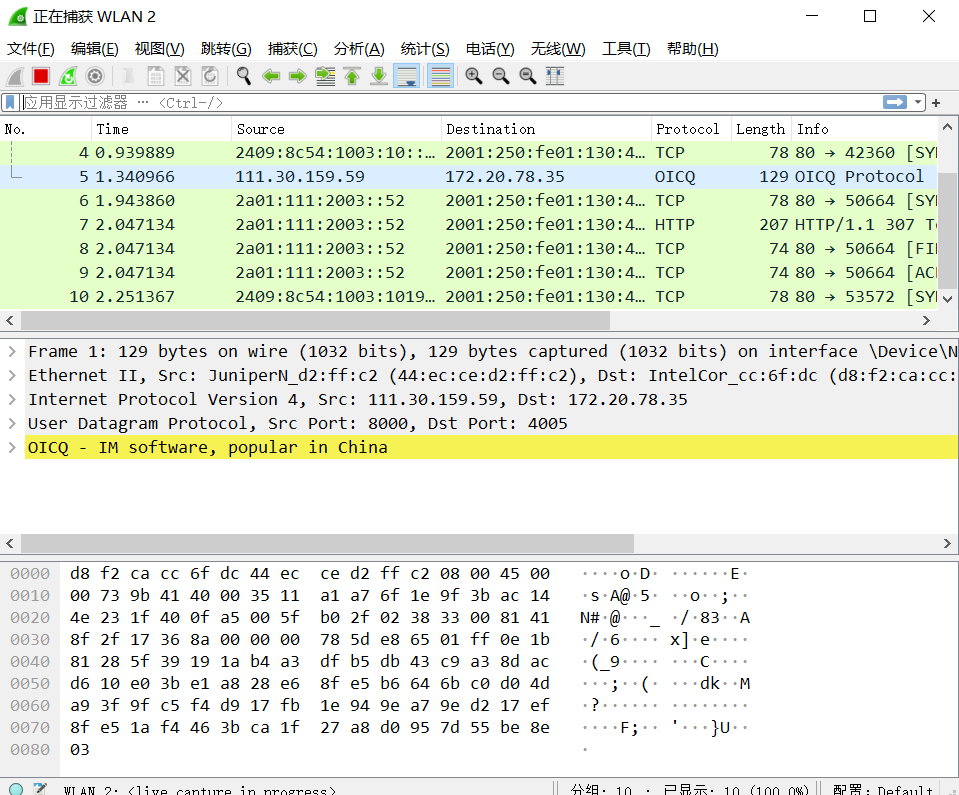 正在捕获 WLAN 2
文件(F) 编辑(E) 视图(V) 跳转(G) 捕获(C) 分析(A) 统计(S) 电话(Y) 无线(W) 工具(T) 帮助(H)
应用显示过滤器 … <Ctrl-/>
No. Time Source Destination Protocol Length Info
4 0.939889 2409:8c54:1003:10::… 2001:250:fe01:130:4… TCP 78 80 → 42360 [SY
5 1.340966 111.30.159.59 172.20.78.35 OICQ 129 OICQ Protocol
6 1.943860 2a01:111:2003::52 2001:250:fe01:130:4… TCP 78 80 → 50664 [SY
7 2.047134 2a01:111:2003::52 2001:250:fe01:130:4… HTTP 207 HTTP/1.1 307 T
8 2.047134 2a01:111:2003::52 2001:250:fe01:130:4… TCP 74 80 → 50664 [FI
9 2.047134 2a01:111:2003::52 2001:250:fe01:130:4… TCP 74 80 → 50664 [AC
10 2.251367 2409:8c54:1003:1019… 2001:250:fe01:130:4… TCP 78 80 → 53572 [SY
Frame 1: 129 bytes on wire (1032 bits), 129 bytes captured (1032 bits) on interface \Device\N
Ethernet II, Src: JuniperN_d2:ff:c2 (44:ec:ce:d2:ff:c2), Dst: IntelCor_cc:6f:dc (d8:f2:ca:cc:
Internet Protocol Version 4, Src: 111.30.159.59, Dst: 172.20.78.35
User Datagram Protocol, Src Port: 8000, Dst Port: 4005
OICQ - IM software, popular in China
0000 d8 f2 ca cc 6f dc 44 ec ce d2 ff c2 08 00 45 00 ····o·D· ······E·
0010 00 73 9b 41 40 00 35 11 a1 a7 6f 1e 9f 3b ac 14 ·s·A@·5· ··o··;··
0020 4e 23 1f 40 0f a5 00 5f b0 2f 02 38 33 00 81 41 N#·@···_ ·/·83··A
0030 8f 2f 17 36 8a 00 00 00 78 5d e8 65 01 ff 0e 1b ·/·6···· x]·e····
0040 81 28 5f 39 19 1a b4 a3 df b5 db 43 c9 a3 8d ac ·(_9···· ···C····
0050 d6 10 e0 3b e1 a8 28 e6 8f e5 b6 64 6b c0 d0 4d ···;··(· ···dk··M
0060 a9 3f 9f c5 f4 d9 17 fb 1e 94 9e a7 9e d2 17 ef ·?······ ········
0070 8f e5 1a f4 46 3b ca 1f 27 a8 d0 95 7d 55 be 8e ····F;·· '···}U··
0080 03 ·
WLAN 2: <live capture in progress> 分组: 10 · 已显示: 10 (100.0%) 配置: Default